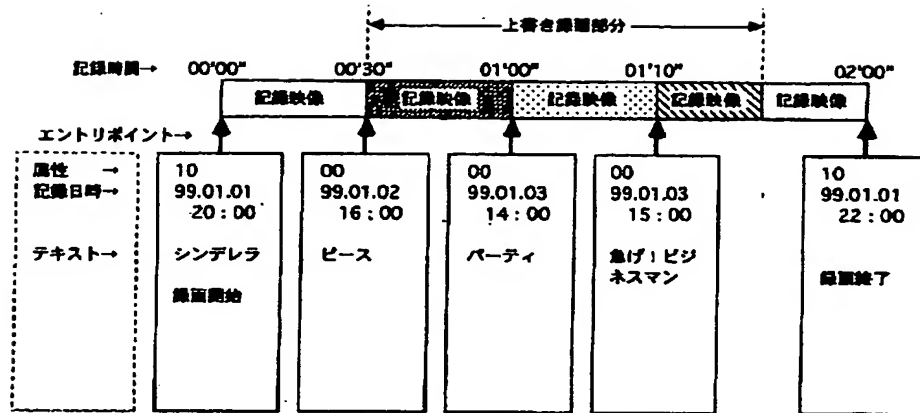 上書き録画部分
記録時間→ 00'00" 00'30" 01'00" 01'10" 02'00"
記録映像 記録映像 記録映像 記録映像 記録映像
エントリポイント→
属性 → 10 00 00 00 10
記録日時→ 99.01.01 99.01.02 99.01.03 99.01.03 99.01.01
20:00 16:00 14:00 15:00 22:00
テキスト→ シンデレラ ピース パーティ 急げ!ビジ
ネスマン
録画開始 録画終了